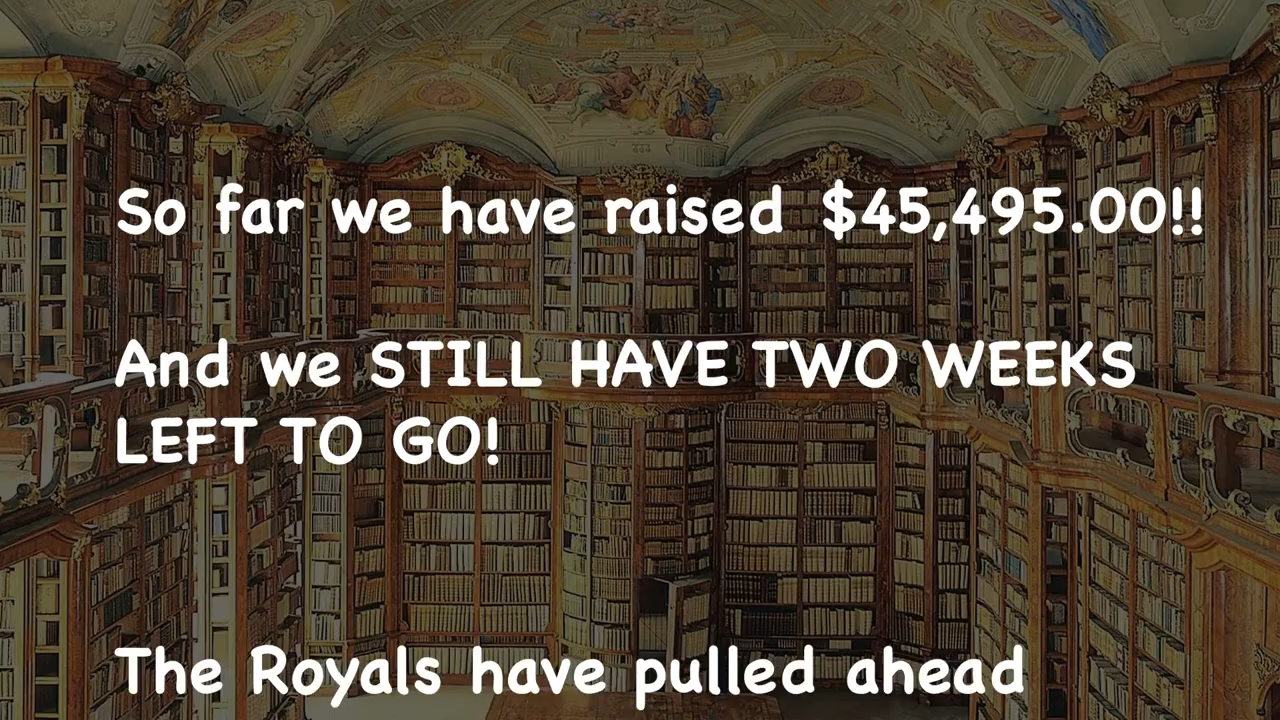 So far we have raised $45,495.00!!
And we STILL HAVE TWO WEEKS
LEFT TO GO!
The Royals have pulled ahead